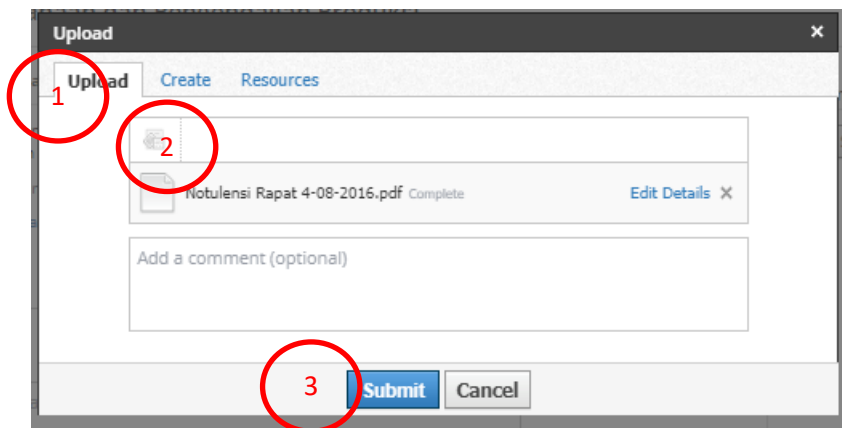 Upload ×
Upload Create Resources
1
2
Notulensi Rapat 4-08-2016.pdf Complete Edit Details ×
Add a comment (optional)
3 Submit Cancel